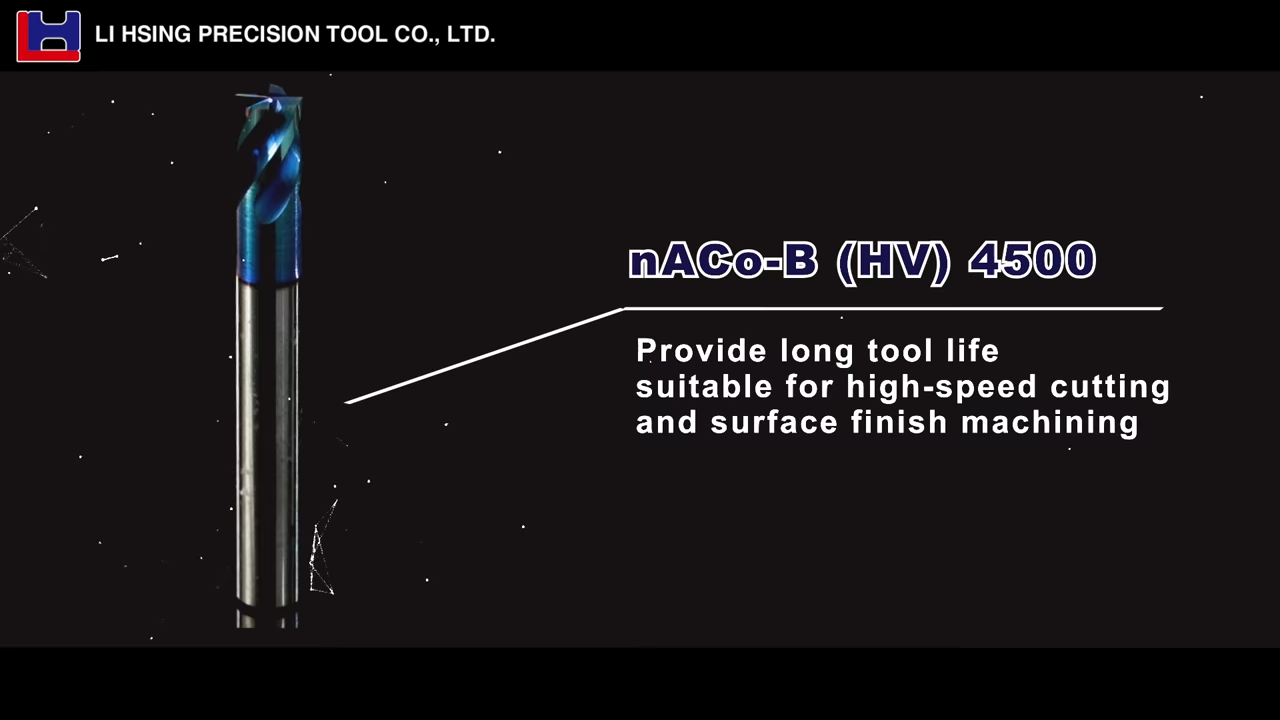 LI HSING PRECISION TOOL CO., LTD.
nACo-B (HV) 4500
Provide long tool life
suitable for high-speed cutting
and surface finish machining